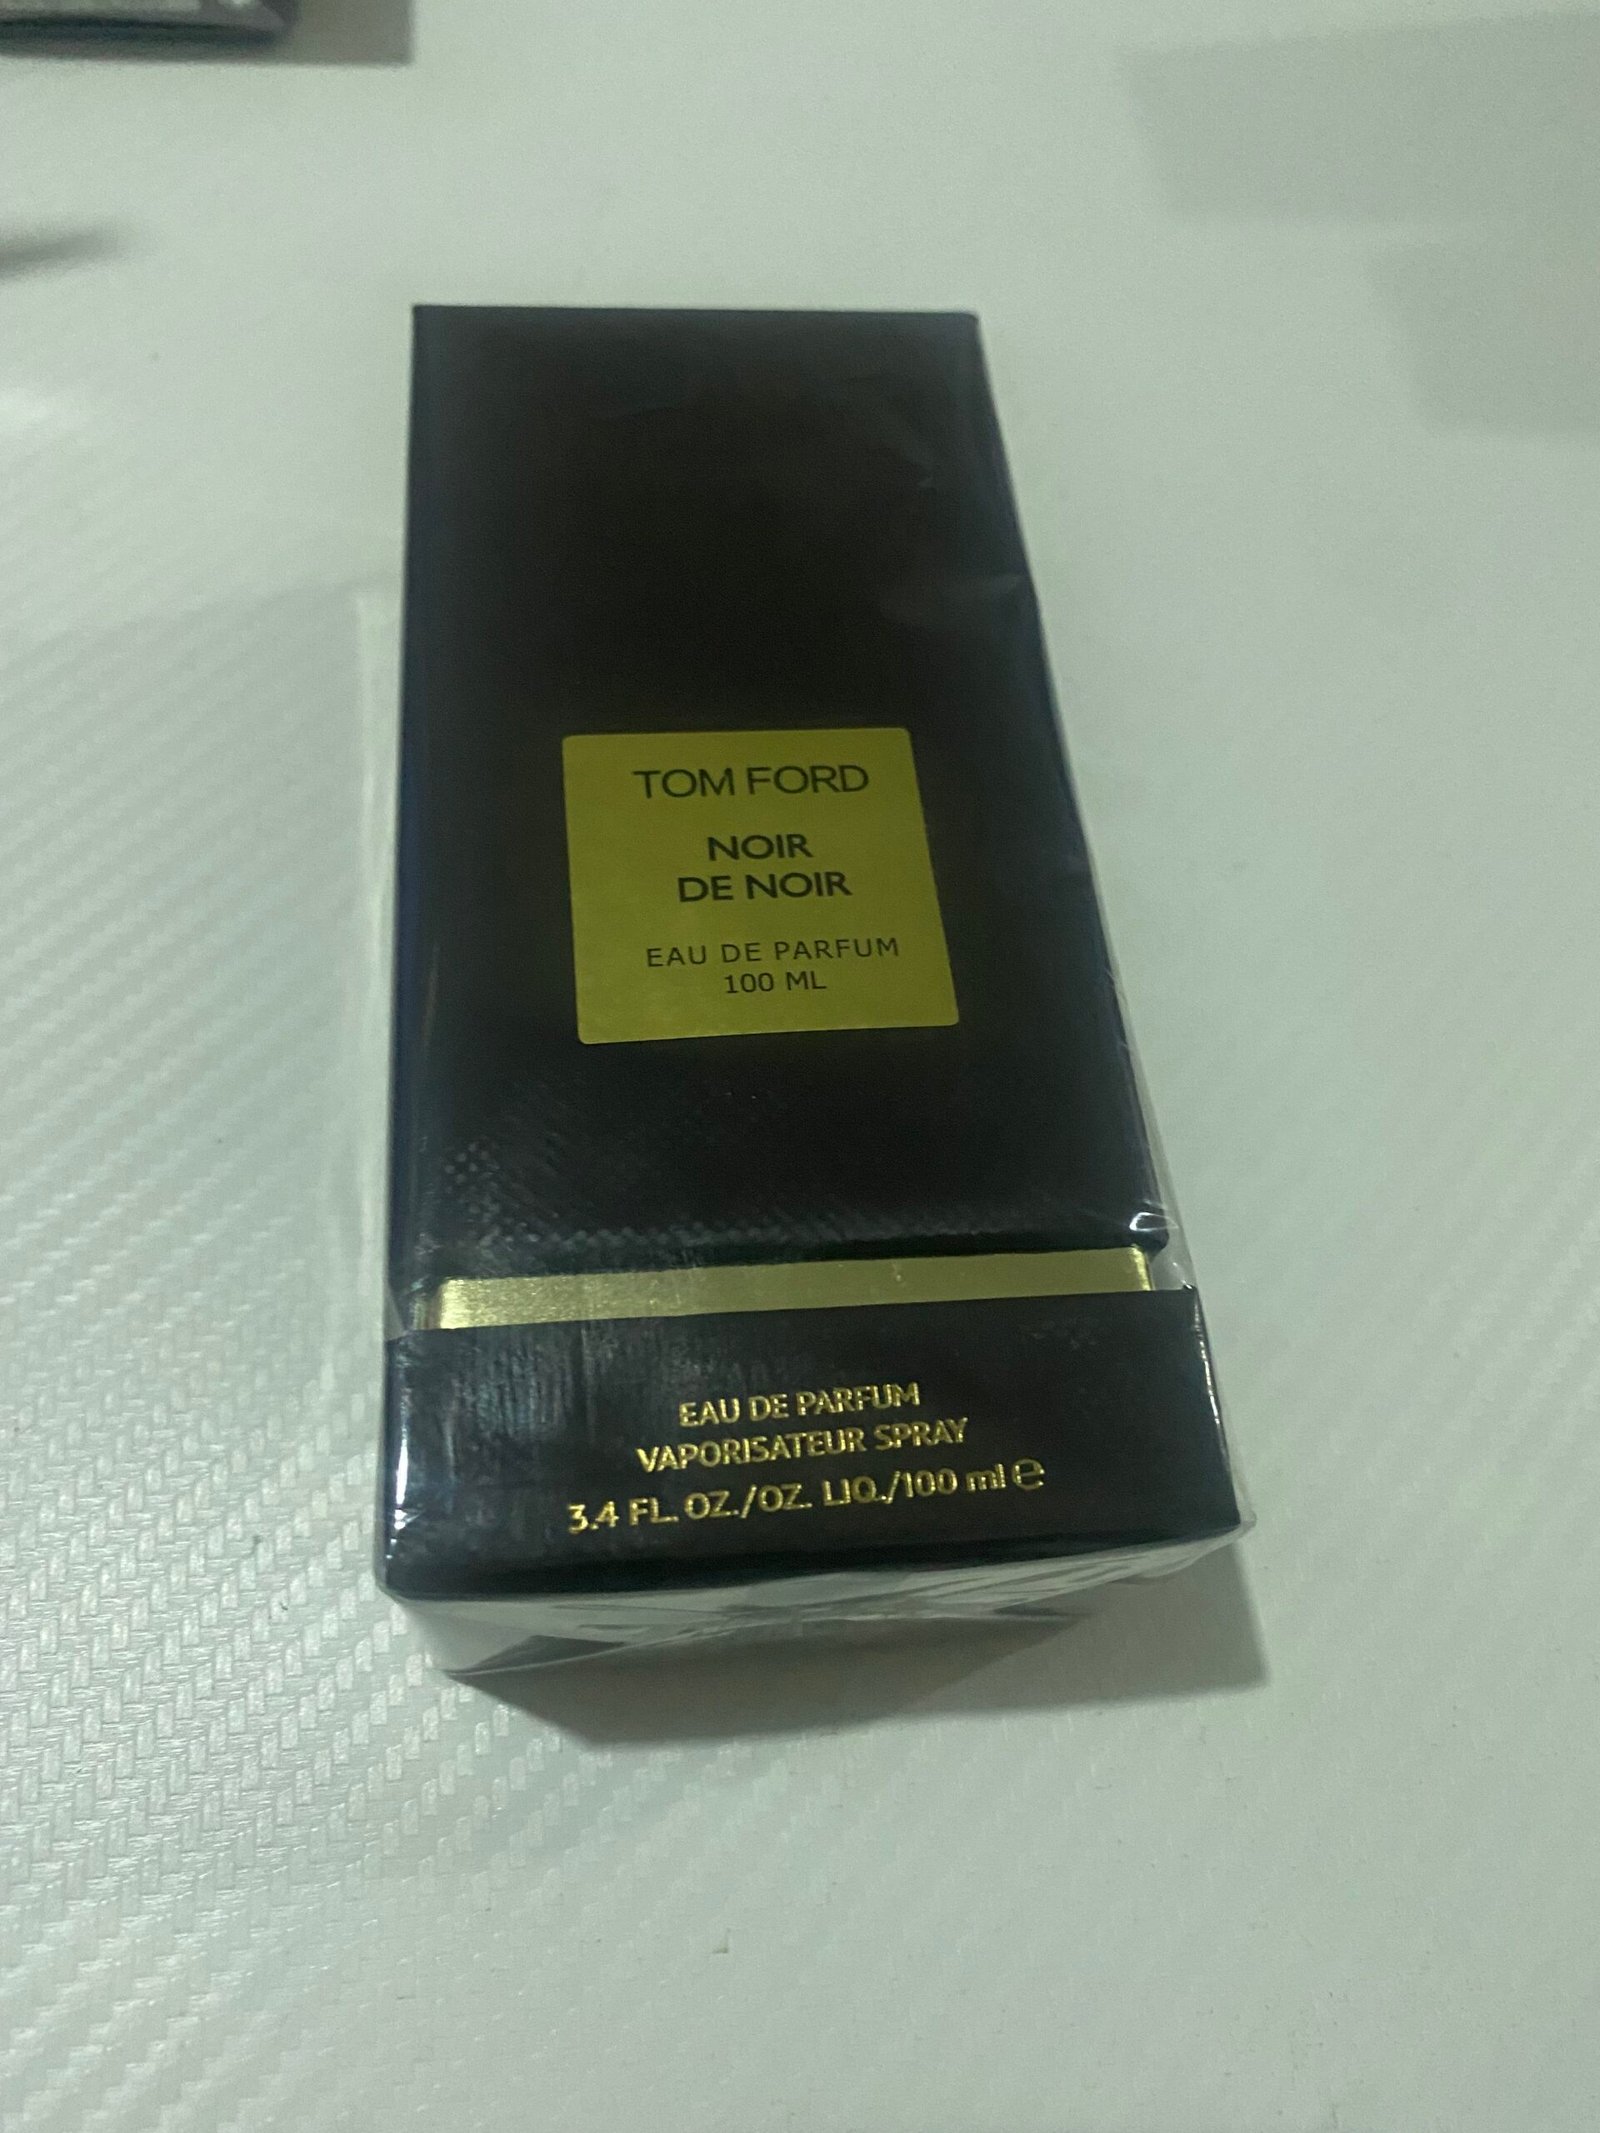 TOM FORD
NOIR
DE NOIR
EAU DE PARFUM
100 ML
EAU DE PARFUM
VAPORISATEUR SPRAY
3.4 FL. OZ./OZ. LIQ./100 ml ℮